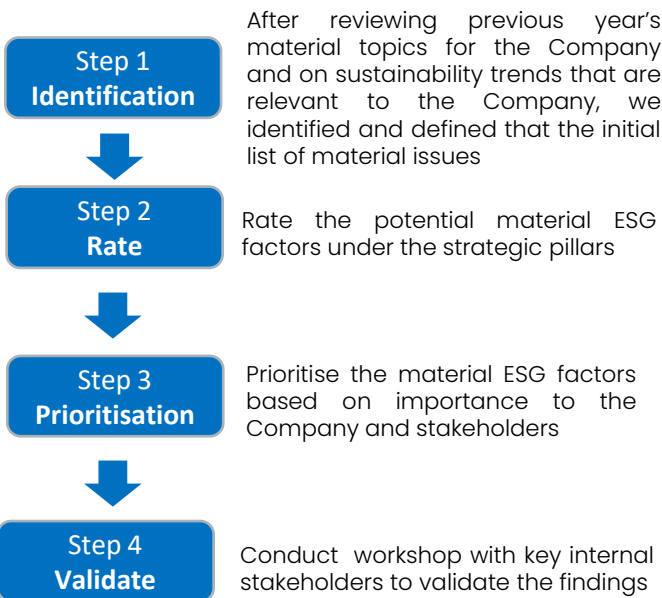 Step 1
Identification
After reviewing previous year's
material topics for the Company
and on sustainability trends that are
relevant to the Company, we
identified and defined that the initial
list of material issues
Step 2
Rate
Rate the potential material ESG
factors under the strategic pillars
Step 3
Prioritisation
Prioritise the material ESG factors
based on importance to the
Company and stakeholders
Step 4
Validate
Conduct workshop with key internal
stakeholders to validate the findings